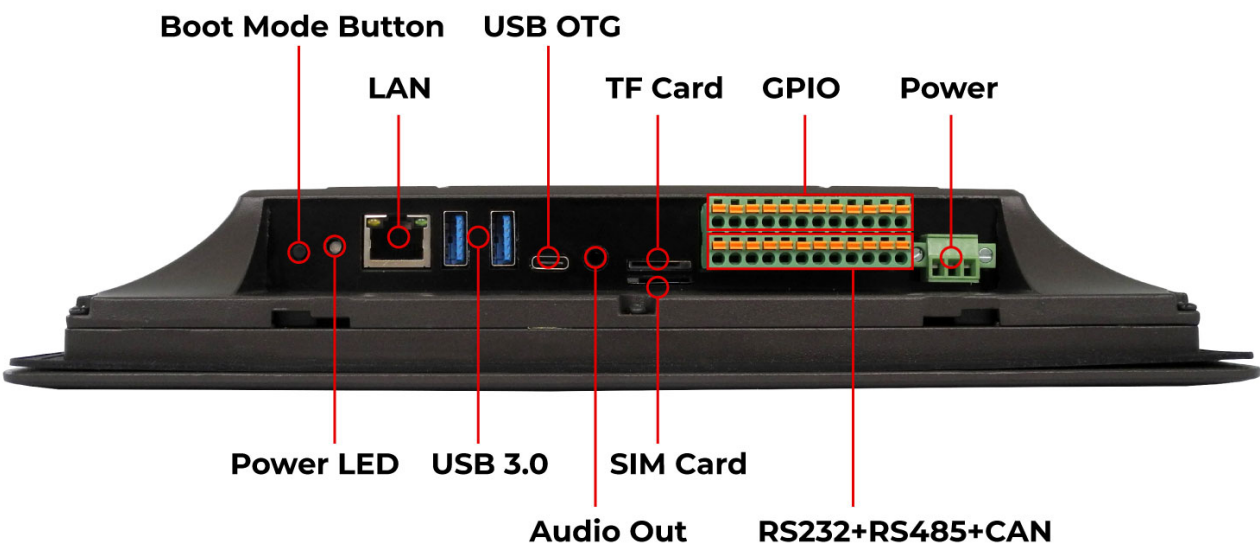 Boot Mode Button
USB OTG
LAN
TF Card
GPIO
Power
Power LED
USB 3.0
SIM Card
Audio Out
RS232+RS485+CAN